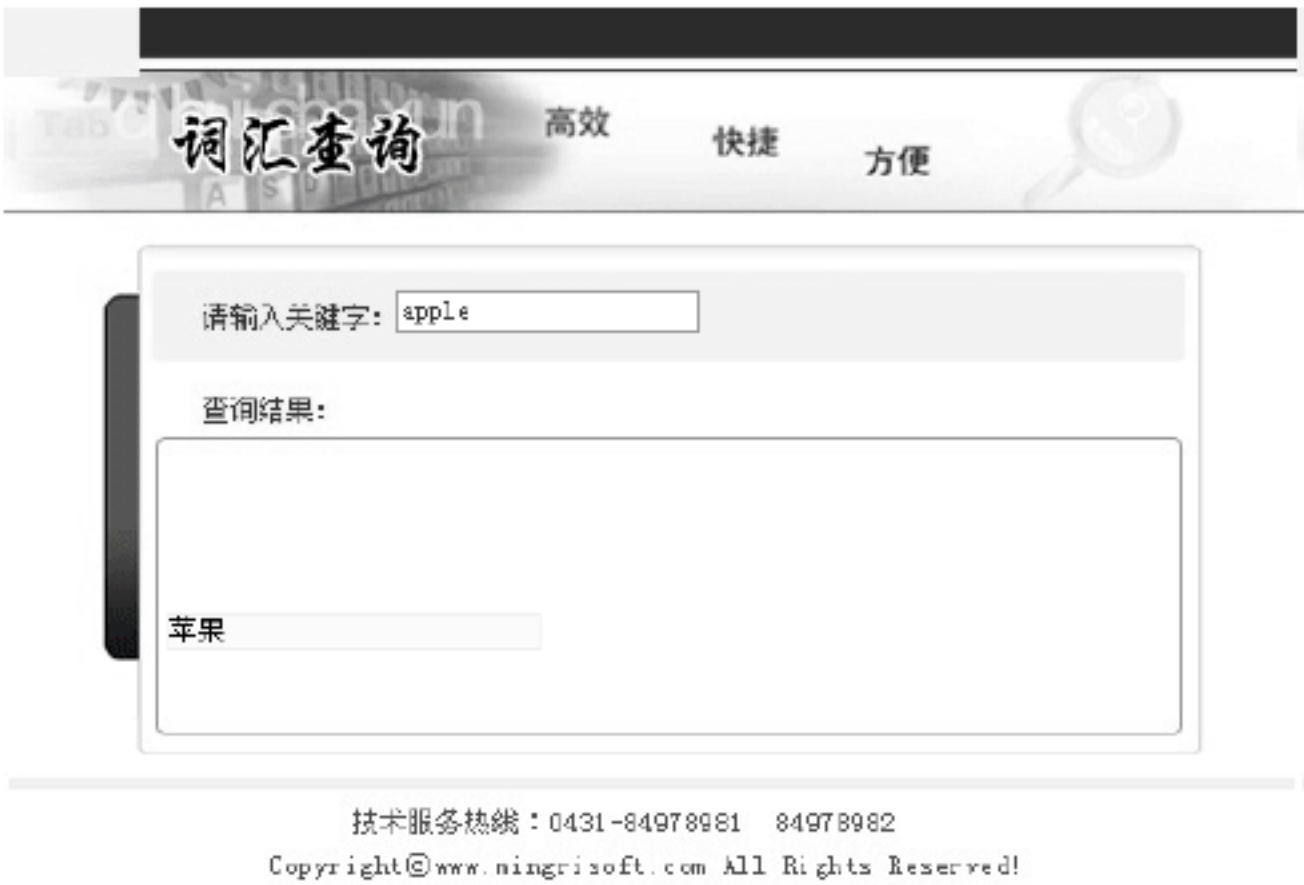 词汇查询 高效 快捷 方便
请输入关键字： apple
查询结果：
苹果
技术服务热线：0431-84978981 84978982
Copyright©www.mingrisoft.com All Rights Reserved!